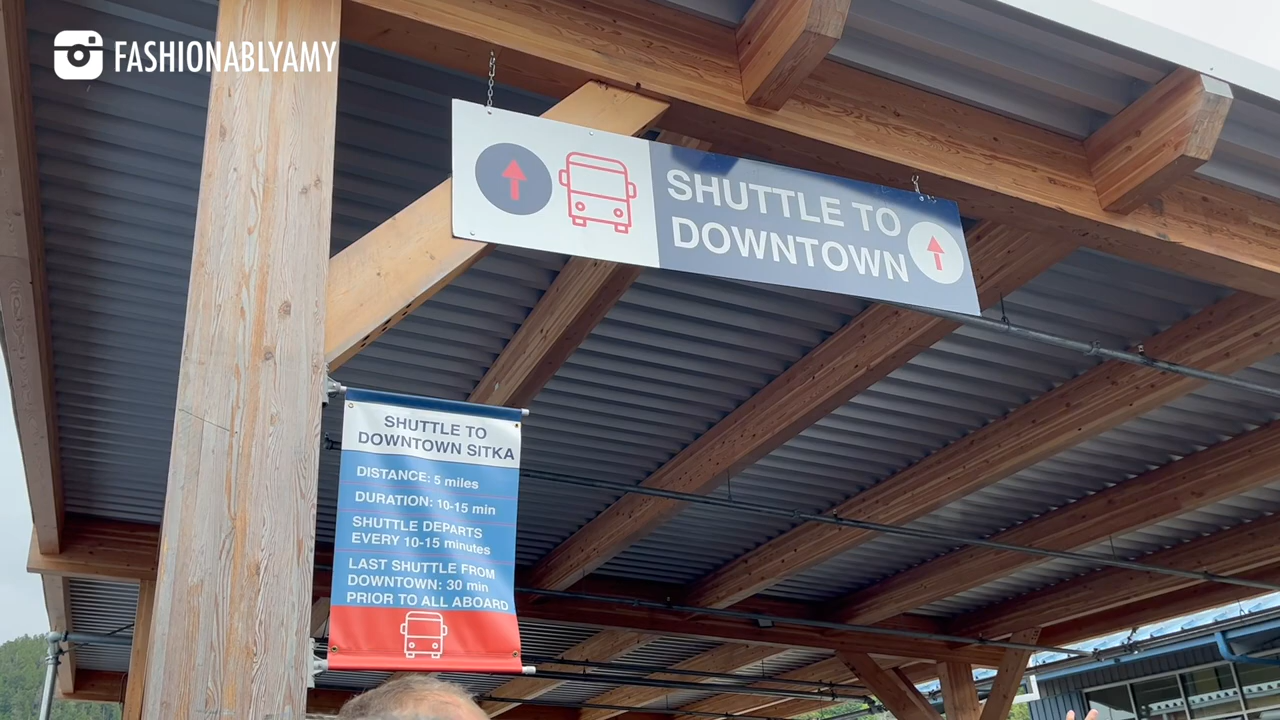 FASHIONABLYAMY
SHUTTLE TO
DOWNTOWN
SHUTTLE TO
DOWNTOWN SITKA
DISTANCE: 5 miles
DURATION: 10-15 min
SHUTTLE DEPARTS
EVERY 10-15 minutes
LAST SHUTTLE FROM
DOWNTOWN: 30 min
PRIOR TO ALL ABOARD